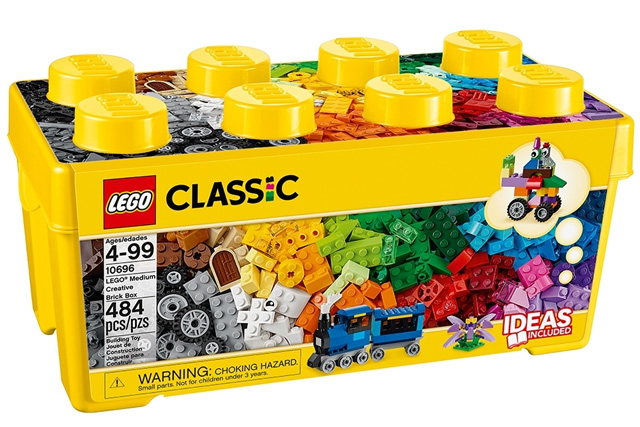 LEGO
CLASSIC
Ages/edades
4-99
10696
LEGO® Medium
Creative
Brick Box
484
pcs/pzs
Building Toy
Jouet de
Construction
Juguete para
Construir
WARNING: CHOKING HAZARD.
Small parts. Not for children under 3 years.
IDEAS
INCLUDED